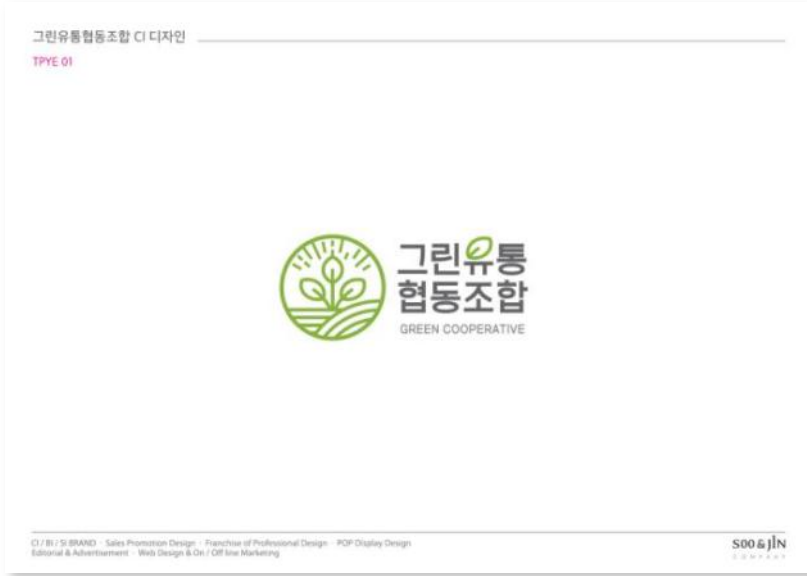 그린유통협동조합 CI 디자인
TPYE 01
그린유통
협동조합
GREEN COOPERATIVE
CI / BI / SI BRAND · Sales Promotion Design · Franchise of Professional Design · POP Display Design
Editorial & Advertisement · Web Design & On / Off line Marketing
SOO & JIN
COMPANY